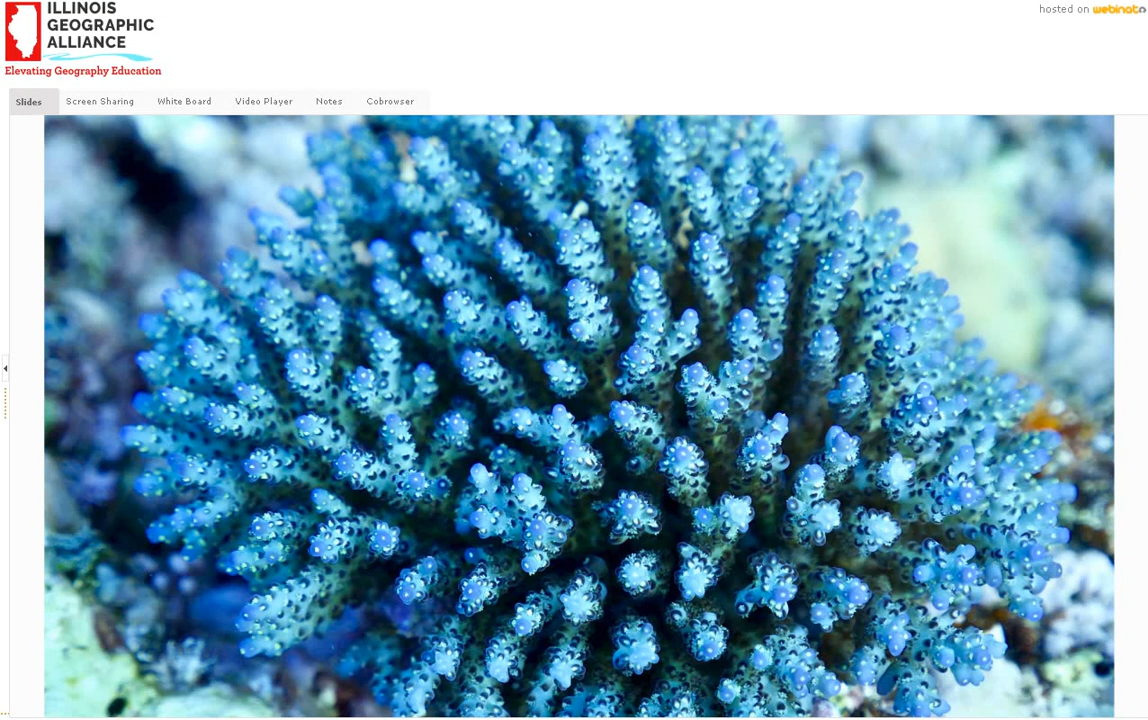 ILLINOIS
GEOGRAPHIC
ALLIANCE
Elevating Geography Education
hosted on webinato
Slides Screen Sharing White Board Video Player Notes Cobrowser